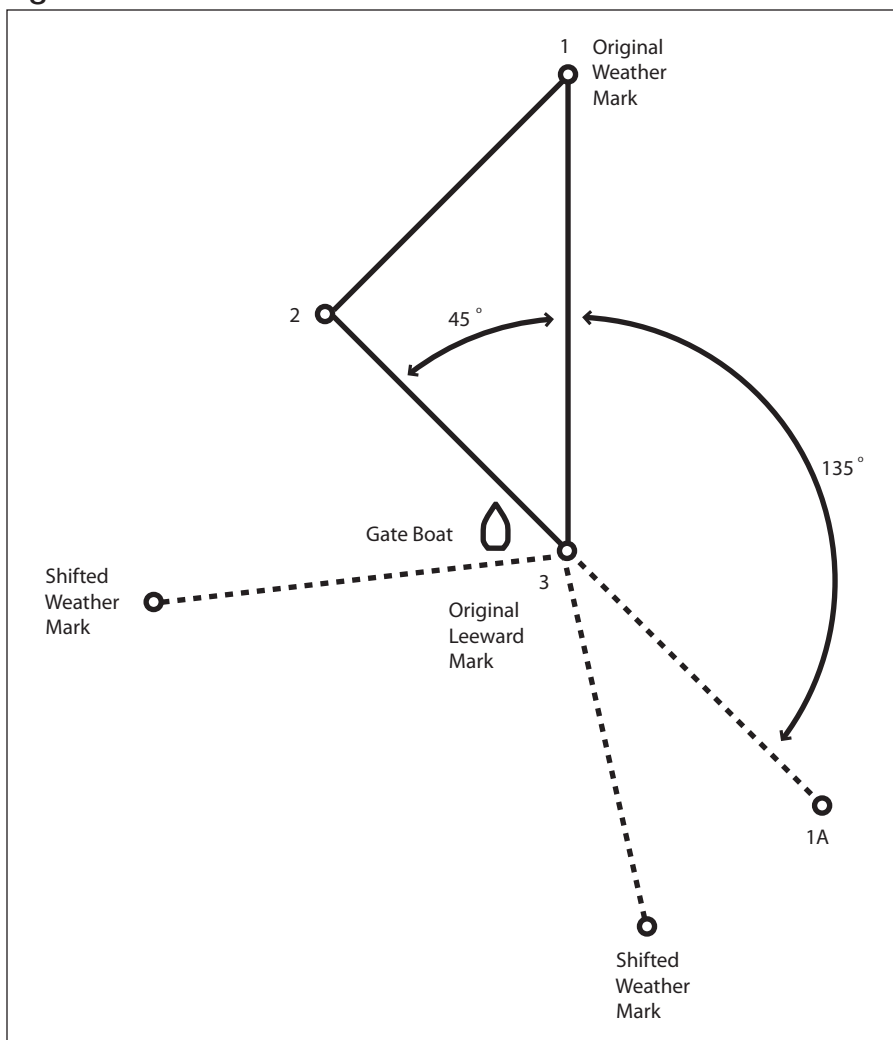 1
Original
Weather
Mark
2
45°
135°
Gate Boat
Shifted
Weather
Mark
3
Original
Leeward
Mark
1A
Shifted
Weather
Mark